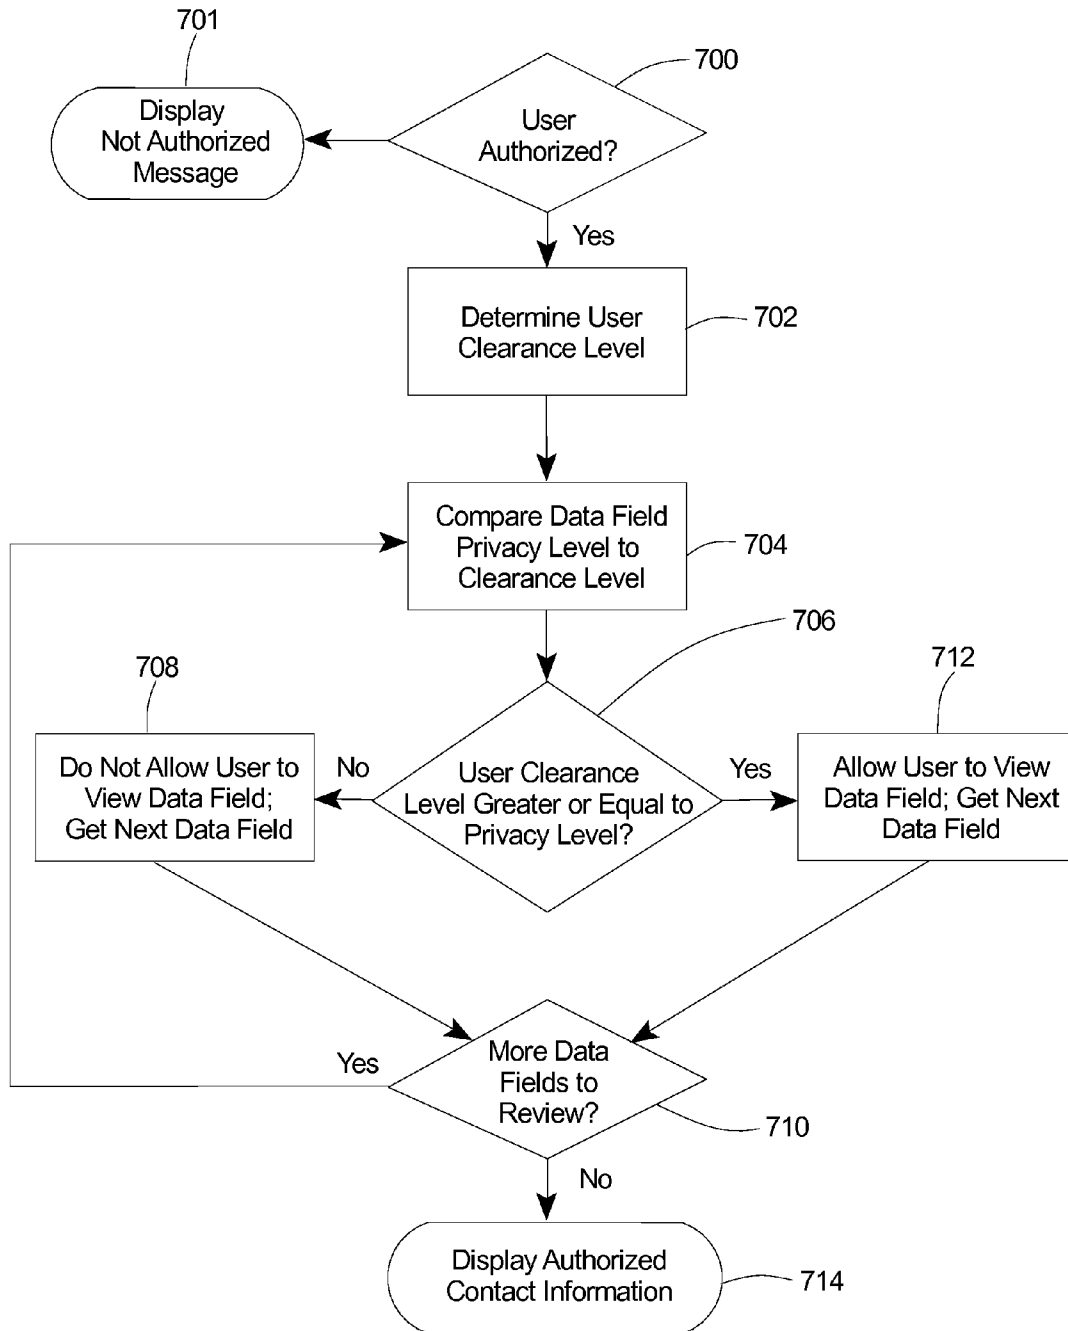 701
700
Display
Not Authorized
Message
User
Authorized?
Yes
Determine User
Clearance Level
702
Compare Data Field
Privacy Level to
Clearance Level
704
706
708
712
Do Not Allow User to
View Data Field;
Get Next Data Field
No
User Clearance
Level Greater or Equal to
Privacy Level?
Yes
Allow User to View
Data Field; Get Next
Data Field
Yes
More Data
Fields to
Review?
710
No
Display Authorized
Contact Information
714